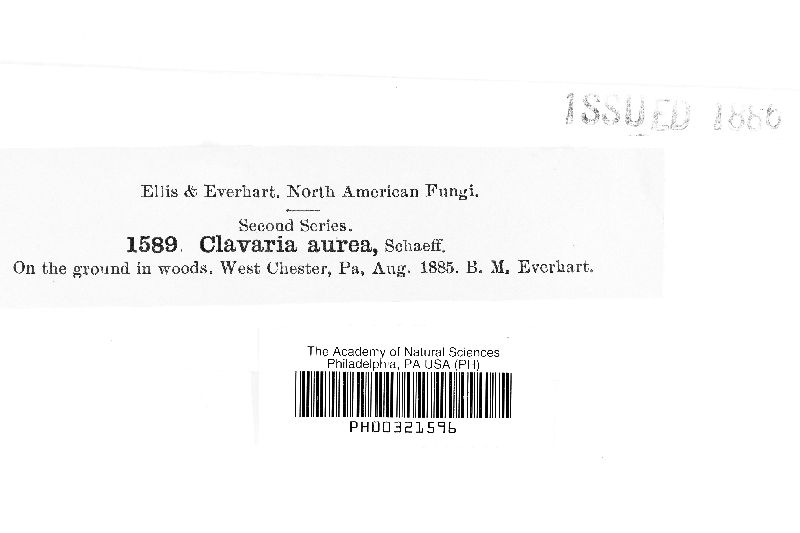 ISSUED 1886
Ellis & Everhart. North American Fungi.
Second Series.
1589. Clavaria aurea, Schaeff.
On the ground in woods. West Chester, Pa, Aug. 1885. B. M. Everhart.
The Academy of Natural Sciences
Philadelphia, PA USA (PH)
PH00321596